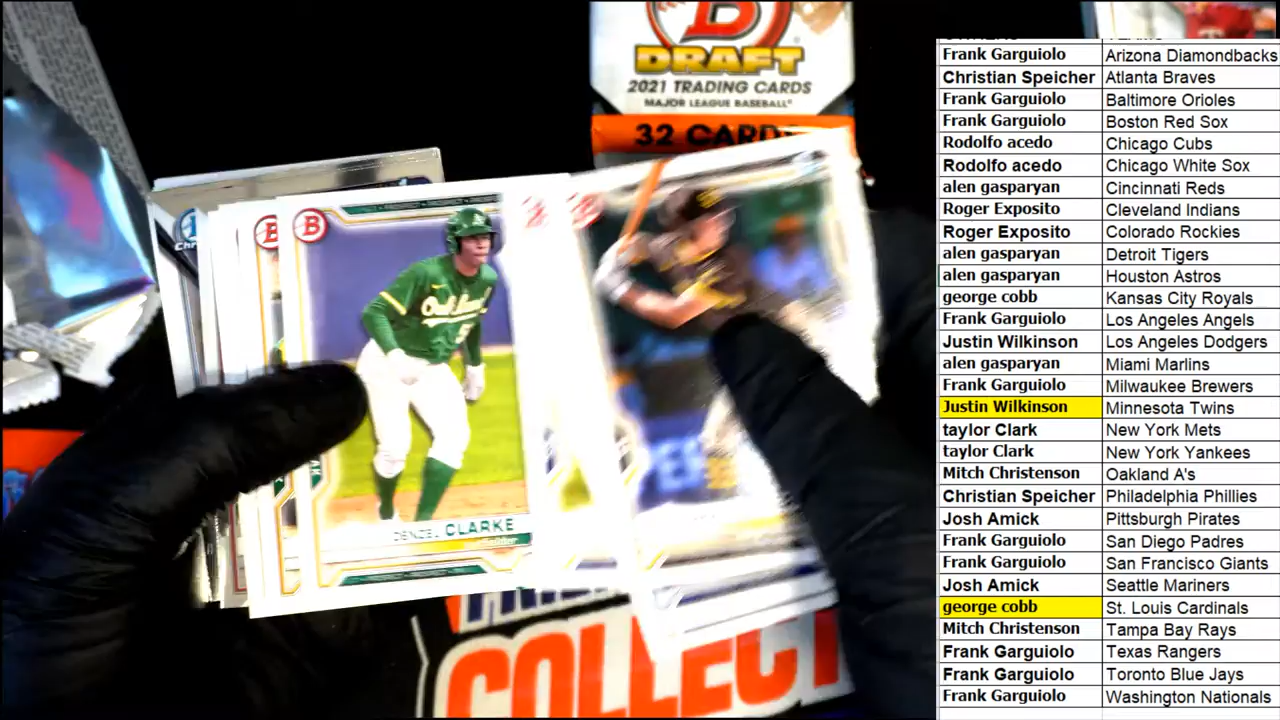 B
DRAFT
2021 TRADING CARDS
MAJOR LEAGUE BASEBALL
32 CARDS
B
B
Oakland
5
DENZEL CLARKE
COLLECT
Frank Garguiolo Arizona Diamondbacks
Christian Speicher Atlanta Braves
Frank Garguiolo Baltimore Orioles
Frank Garguiolo Boston Red Sox
Rodolfo acedo Chicago Cubs
Rodolfo acedo Chicago White Sox
alen gasparyan Cincinnati Reds
Roger Exposito Cleveland Indians
Roger Exposito Colorado Rockies
alen gasparyan Detroit Tigers
alen gasparyan Houston Astros
george cobb Kansas City Royals
Frank Garguiolo Los Angeles Angels
Justin Wilkinson Los Angeles Dodgers
alen gasparyan Miami Marlins
Frank Garguiolo Milwaukee Brewers
Justin Wilkinson Minnesota Twins
taylor Clark New York Mets
taylor Clark New York Yankees
Mitch Christenson Oakland A's
Christian Speicher Philadelphia Phillies
Josh Amick Pittsburgh Pirates
Frank Garguiolo San Diego Padres
Frank Garguiolo San Francisco Giants
Josh Amick Seattle Mariners
george cobb St. Louis Cardinals
Mitch Christenson Tampa Bay Rays
Frank Garguiolo Texas Rangers
Frank Garguiolo Toronto Blue Jays
Frank Garguiolo Washington Nationals